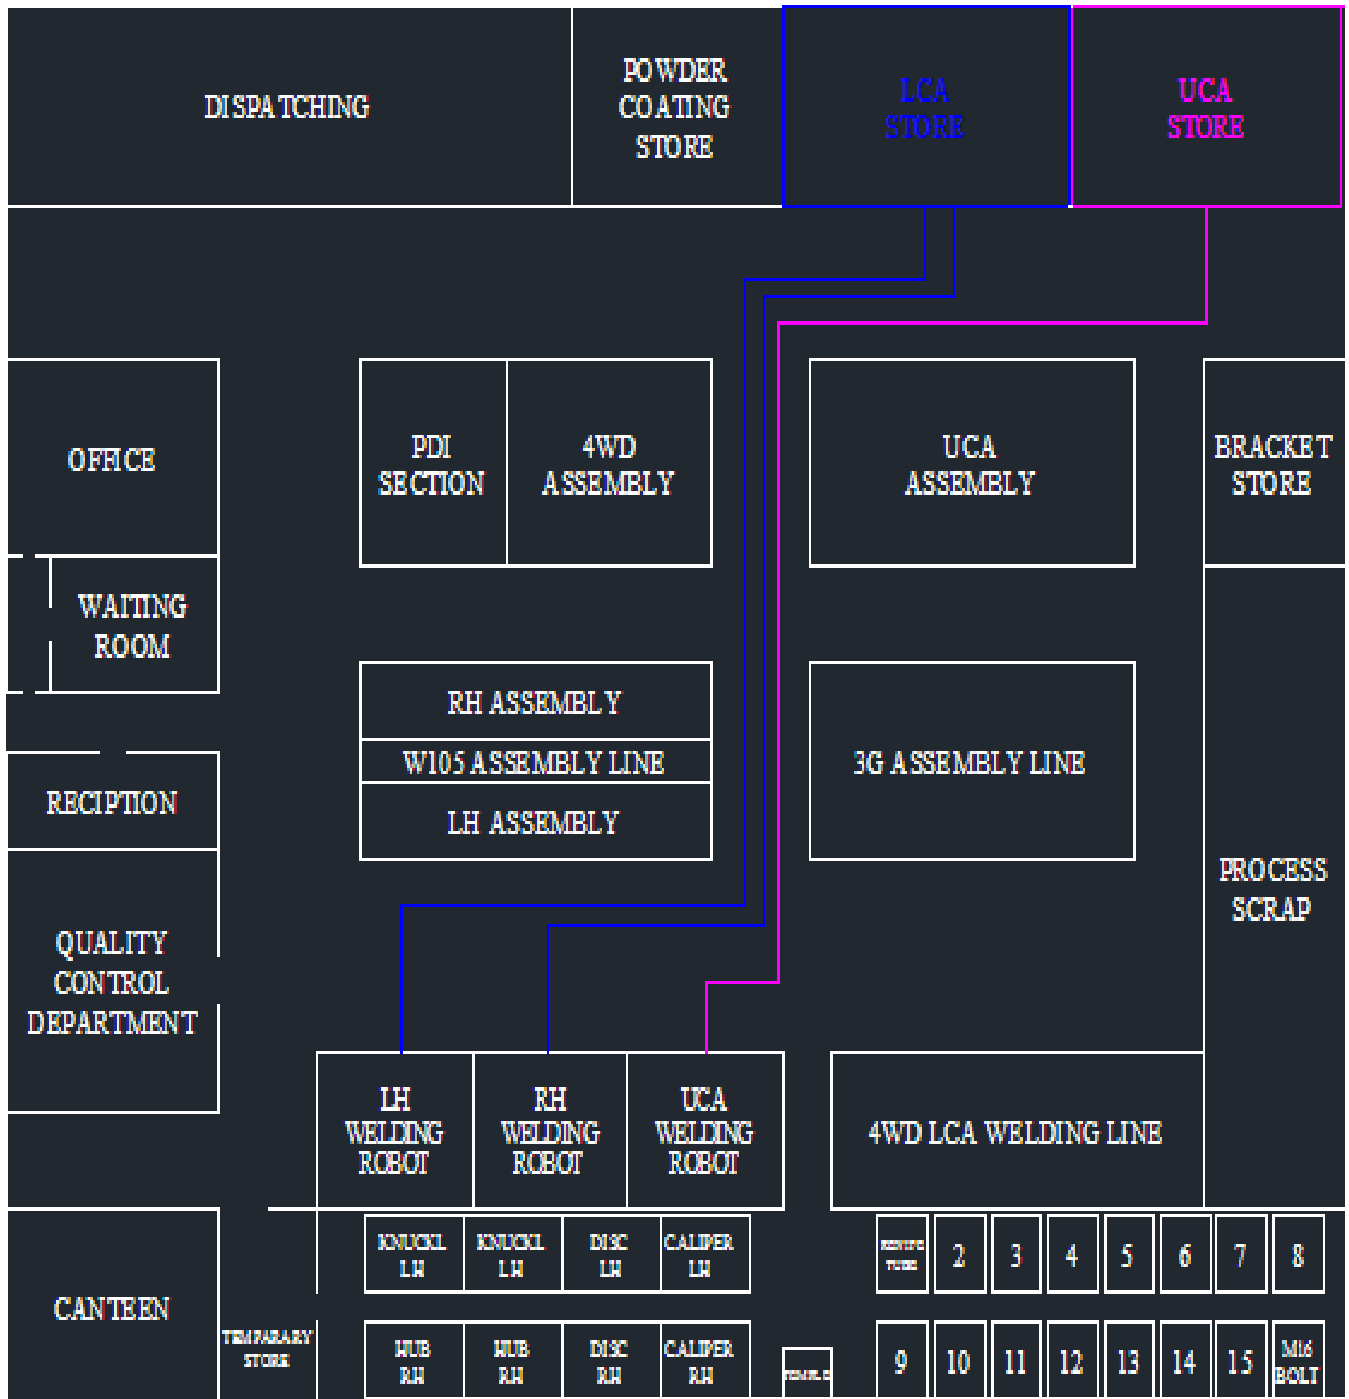 DISPATCHING
POWDER
COATING
STORE
LCA
STORE
UCA
STORE
OFFICE
PDI
SECTION
4WD
ASSEMBLY
UCA
ASSEMBLY
BRACKET
STORE
WAITING
ROOM
RH ASSEMBLY
W105 ASSEMBLY LINE
LH ASSEMBLY
3G ASSEMBLY LINE
RECIPTION
PROCESS
SCRAP
QUALITY
CONTROL
DEPARTMENT
LH
WELDING
ROBOT
RH
WELDING
ROBOT
UCA
WELDING
ROBOT
4WD LCA WELDING LINE
KNUCKL
LH
KNUCKL
LH
DISC
LH
CALIPER
LH
TUBE
2
3
4
5
6
7
8
CANTEEN
TEMPARARY
STORE
HUB
RH
HUB
RH
DISC
RH
CALIPER
RH
9
10
11
12
13
14
15
M16
BOLT